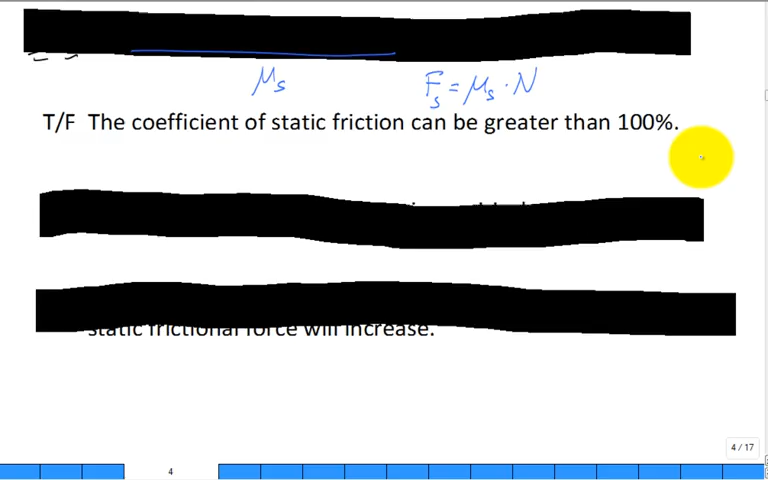 μs Fs = μs · N
T/F The coefficient of static friction can be greater than 100%.
static frictional force will increase.
4 / 17
4